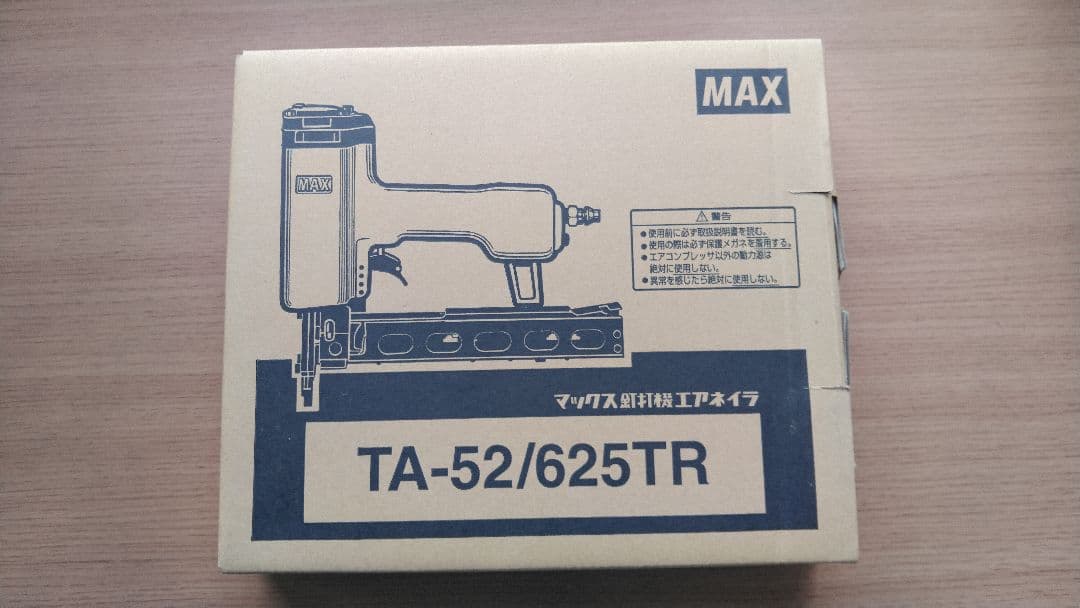 MAX
MAX
⚠ 警告
●使用前に必ず取扱説明書を読む。
●使用の際は必ず保護メガネを着用する。
●エアコンプレッサ以外の動力源は
絶対に使用しない。
●異常を感じたら絶対に使用しない。
マックス釘打機エアネイラ
TA-52/625TR